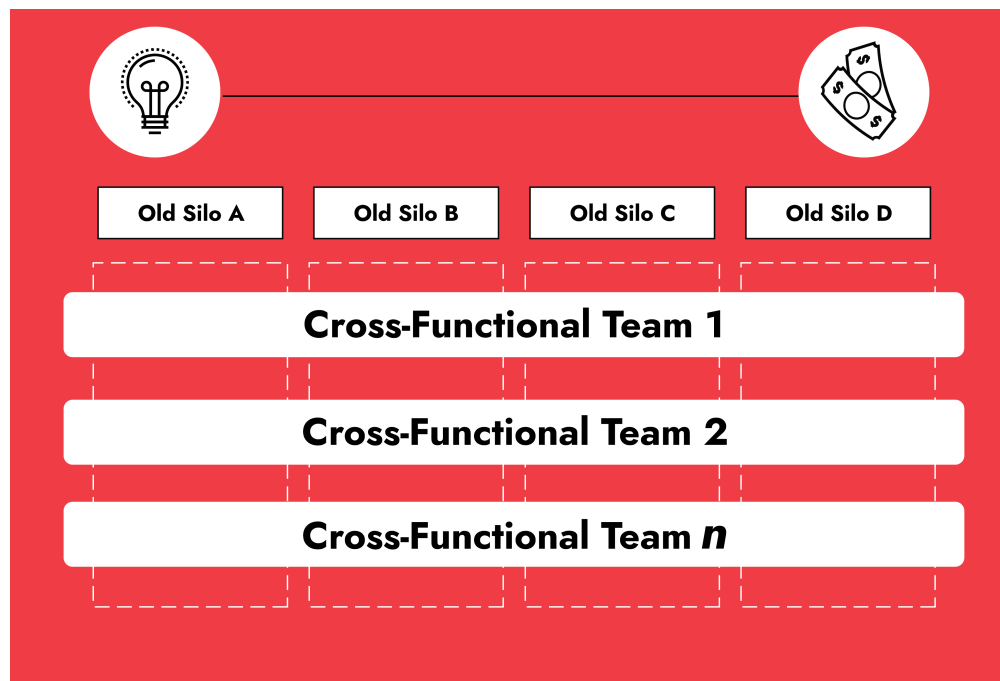 $
$
$
Old Silo A
Old Silo B
Old Silo C
Old Silo D
Cross-Functional Team 1
Cross-Functional Team 2
Cross-Functional Team n